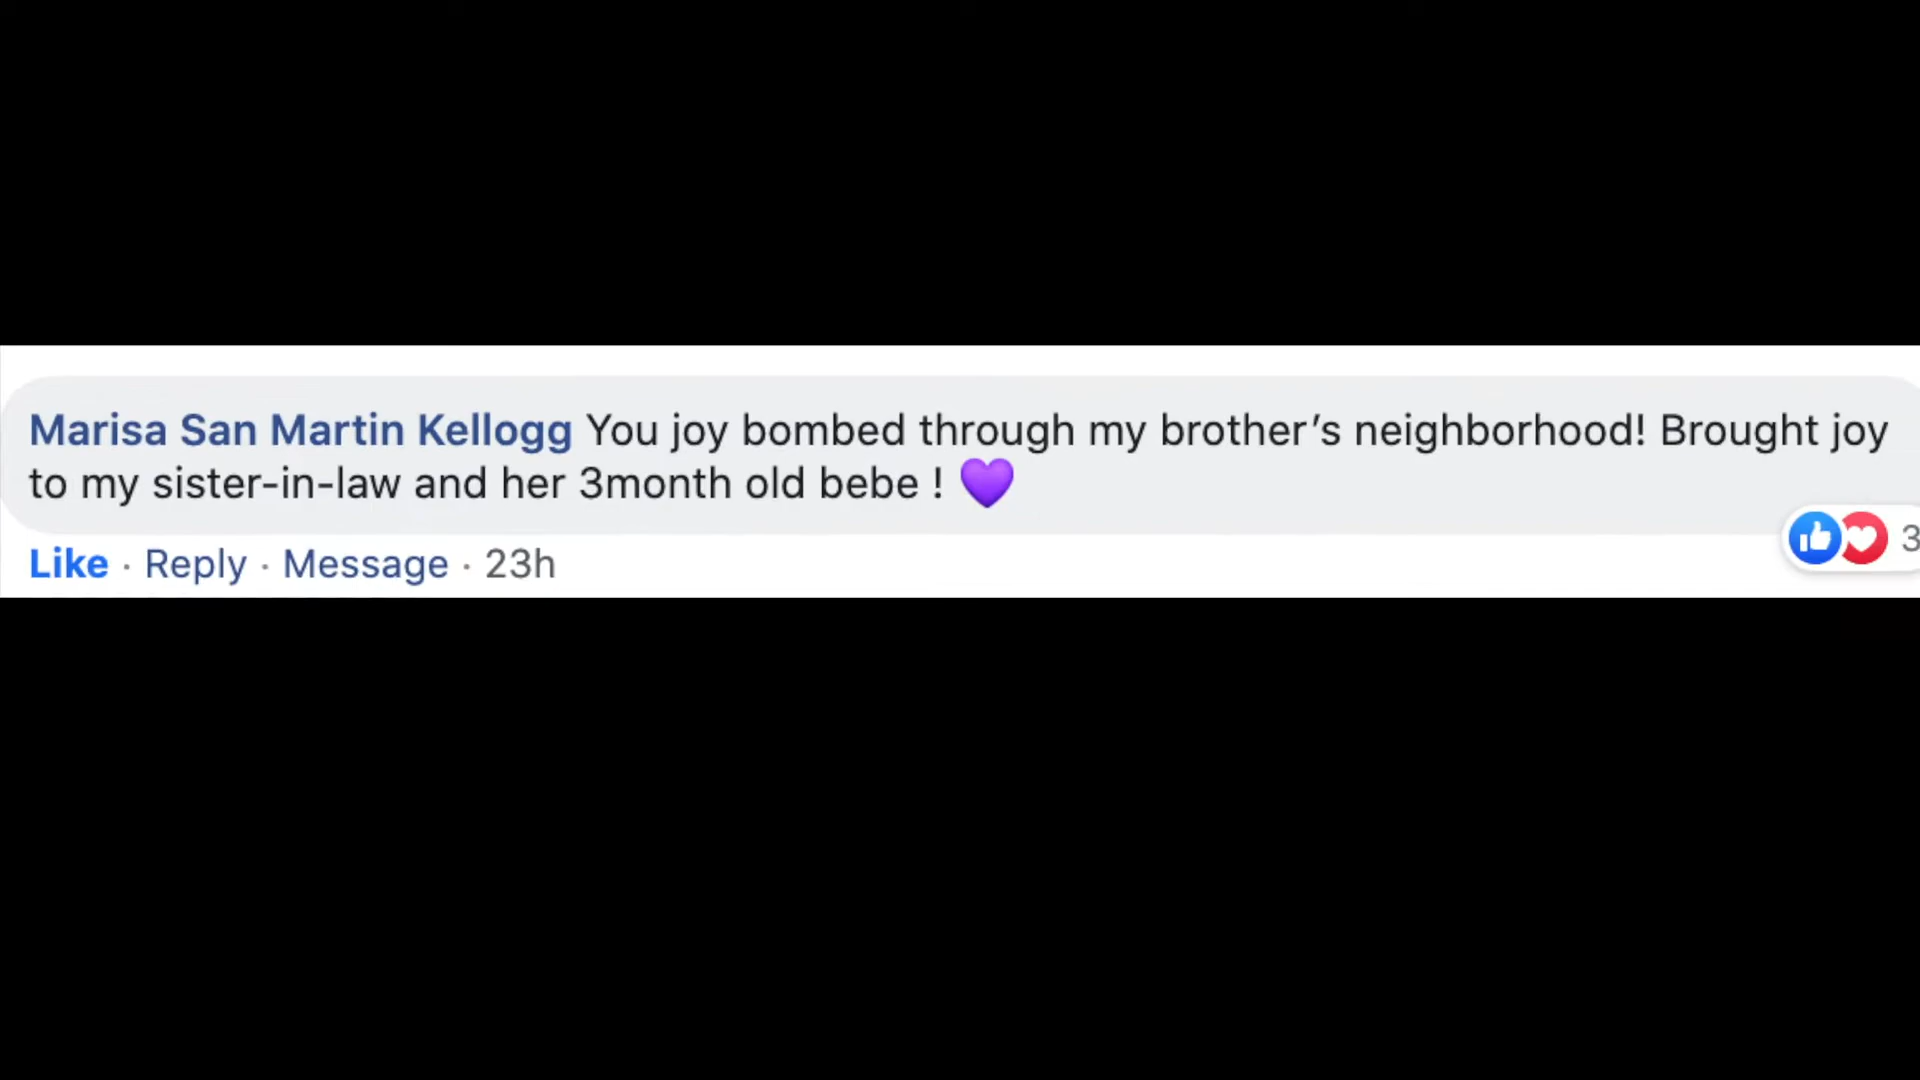 Marisa San Martin Kellogg You joy bombed through my brother’s neighborhood! Brought joy
to my sister-in-law and her 3month old bebe ! 💜
3
Like · Reply · Message · 23h